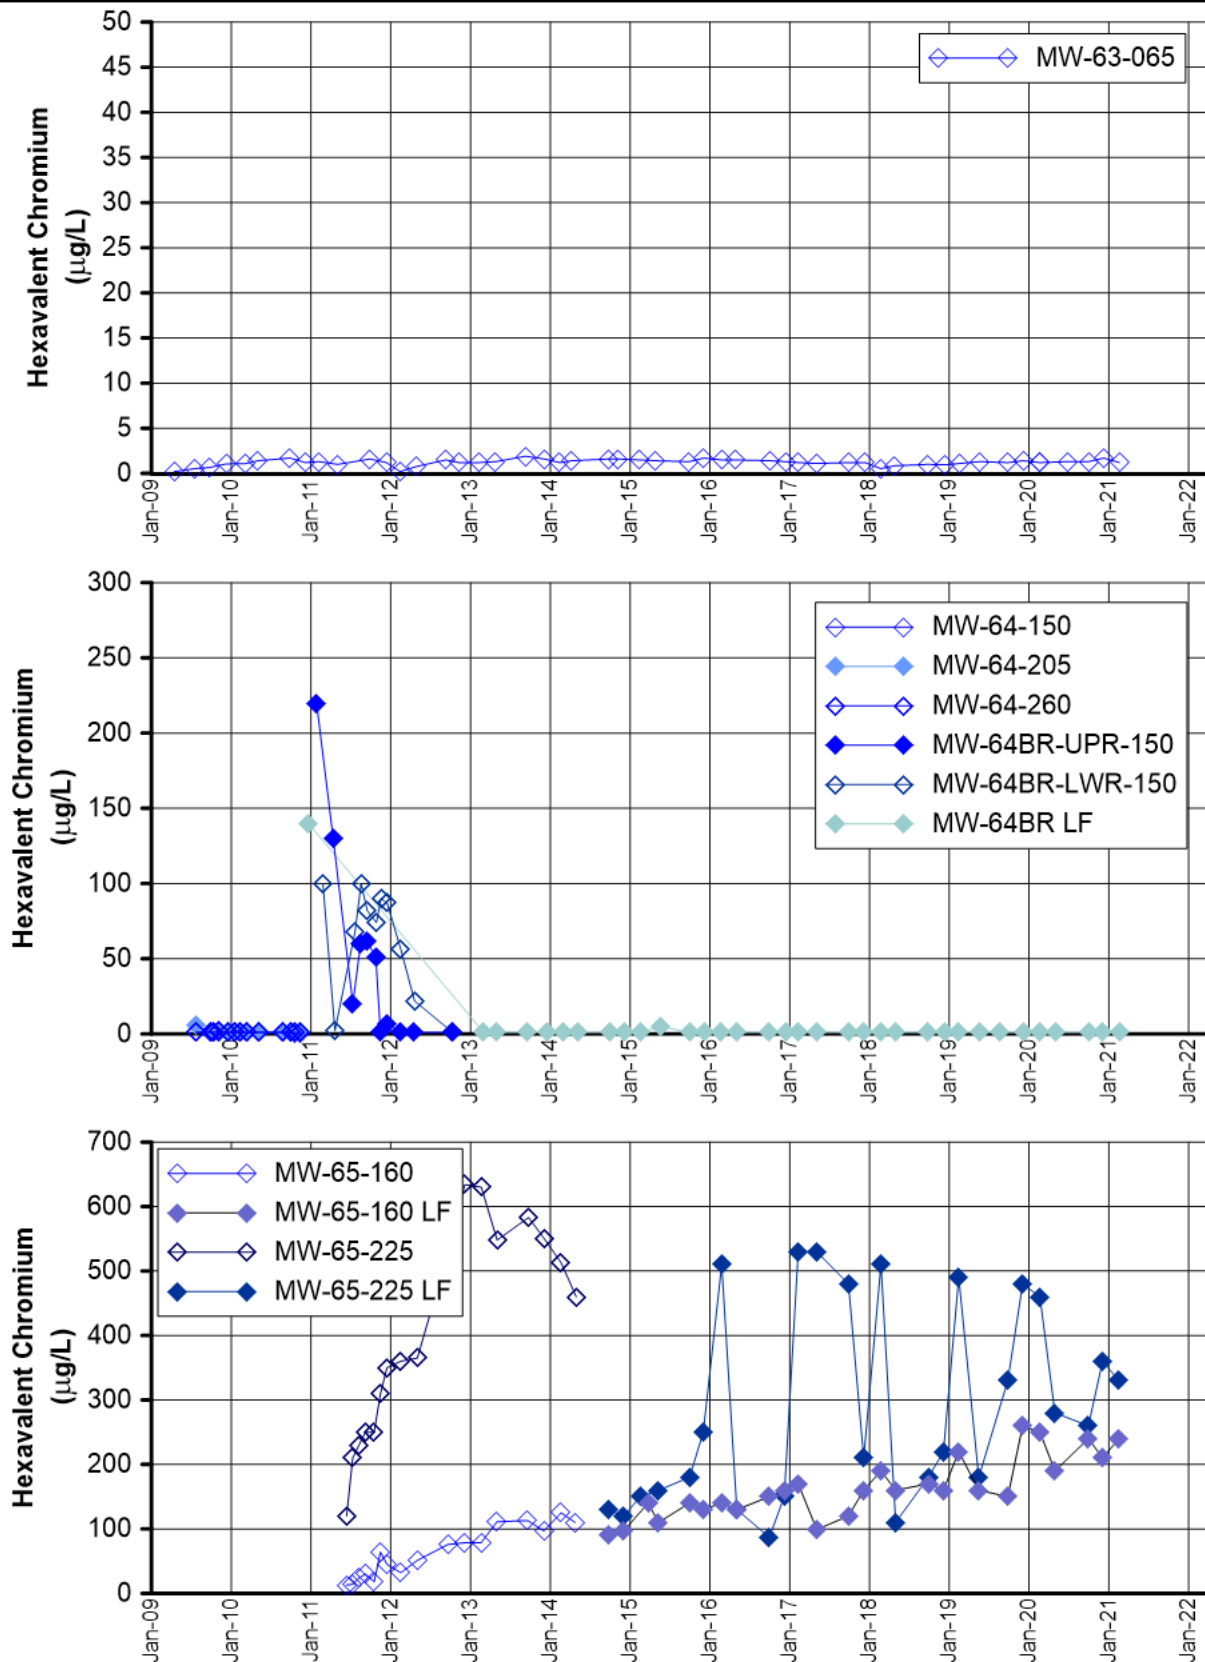 Hexavalent Chromium
(µg/L)
50
45
40
35
30
25
20
15
10
5
0
MW-63-065
Jan-09
Jan-10
Jan-11
Jan-12
Jan-13
Jan-14
Jan-15
Jan-16
Jan-17
Jan-18
Jan-19
Jan-20
Jan-21
Jan-22
Hexavalent Chromium
(µg/L)
300
250
200
150
100
50
0
MW-64-150
MW-64-205
MW-64-260
MW-64BR-UPR-150
MW-64BR-LWR-150
MW-64BR LF
Jan-09
Jan-10
Jan-11
Jan-12
Jan-13
Jan-14
Jan-15
Jan-16
Jan-17
Jan-18
Jan-19
Jan-20
Jan-21
Jan-22
Hexavalent Chromium
(µg/L)
700
600
500
400
300
200
100
0
MW-65-160
MW-65-160 LF
MW-65-225
MW-65-225 LF
Jan-09
Jan-10
Jan-11
Jan-12
Jan-13
Jan-14
Jan-15
Jan-16
Jan-17
Jan-18
Jan-19
Jan-20
Jan-21
Jan-22